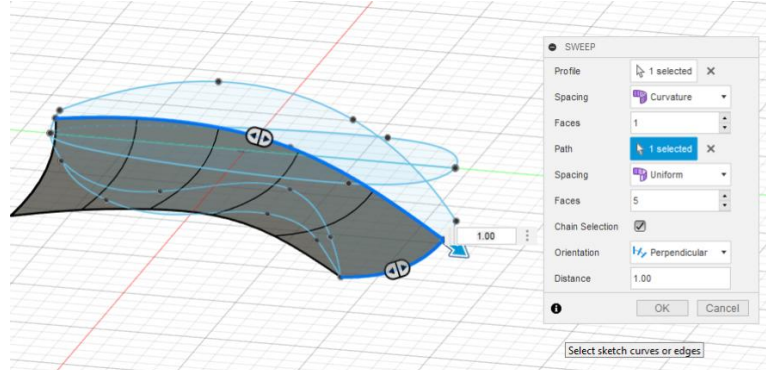 SWEEP
Profile 1 selected
Spacing Curvature
Faces 1
Path 1 selected
Spacing Uniform
Faces 5
Chain Selection
Orientation Perpendicular
Distance 1.00
OK Cancel
1.00
Select sketch curves or edges